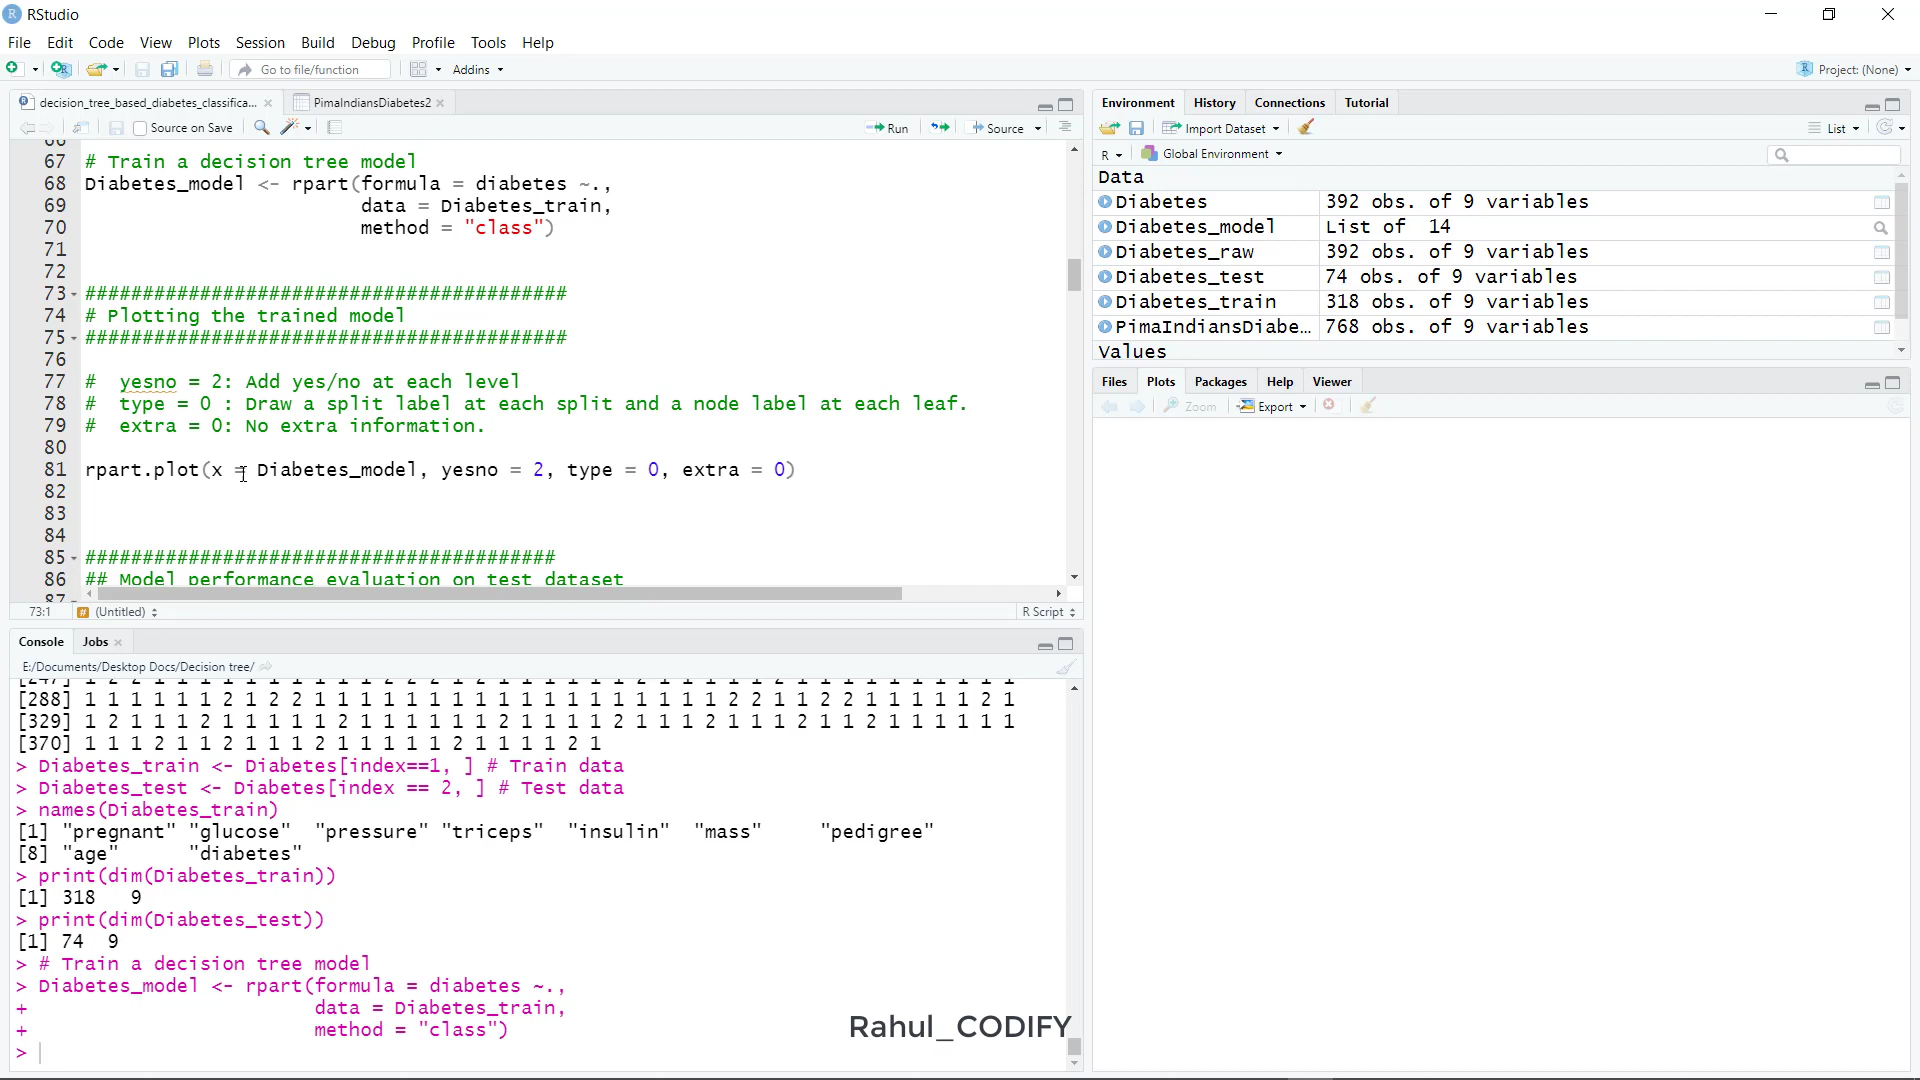 RStudio
File Edit Code View Plots Session Build Debug Profile Tools Help
Go to file/function Addins Project: (None)
decision_tree_based_diabetes_classifica... PimaIndiansDiabetes2
Source on Save Run Source
66
67 # Train a decision tree model
68 Diabetes_model <- rpart(formula = diabetes ~.,
69 data = Diabetes_train,
70 method = "class")
71
72
73 ##########################################
74 # Plotting the trained model
75 ##########################################
76
77 # yesno = 2: Add yes/no at each level
78 # type = 0 : Draw a split label at each split and a node label at each leaf.
79 # extra = 0: No extra information.
80
81 rpart.plot(x = Diabetes_model, yesno = 2, type = 0, extra = 0)
82
83
84
85 #########################################
86 ## Model performance evaluation on test dataset
87
73:1 (Untitled) R Script
Console Jobs
E:/Documents/Desktop Docs/Decision tree/
[288] 1 1 1 1 1 1 2 1 2 2 1 1 1 1 1 1 1 1 1 1 1 1 1 1 1 1 1 1 2 2 1 1 2 2 1 1 1 1 1 2 1
[329] 1 2 1 1 1 2 1 1 1 1 1 2 1 1 1 1 1 1 2 1 1 1 1 2 1 1 1 2 1 1 1 2 1 1 2 1 1 1 1 1 1
[370] 1 1 1 2 1 1 2 1 1 1 2 1 1 1 1 1 2 1 1 1 1 2 1
> Diabetes_train <- Diabetes[index==1, ] # Train data
> Diabetes_test <- Diabetes[index == 2, ] # Test data
> names(Diabetes_train)
[1] "pregnant" "glucose" "pressure" "triceps" "insulin" "mass" "pedigree"
[8] "age" "diabetes"
> print(dim(Diabetes_train))
[1] 318 9
> print(dim(Diabetes_test))
[1] 74 9
> # Train a decision tree model
> Diabetes_model <- rpart(formula = diabetes ~.,
+ data = Diabetes_train,
+ method = "class")
>
Rahul_CODIFY
Environment History Connections Tutorial
Import Dataset List
R Global Environment
Data
Diabetes 392 obs. of 9 variables
Diabetes_model List of 14
Diabetes_raw 392 obs. of 9 variables
Diabetes_test 74 obs. of 9 variables
Diabetes_train 318 obs. of 9 variables
PimaIndiansDiabe... 768 obs. of 9 variables
Values
Files Plots Packages Help Viewer
Zoom Export